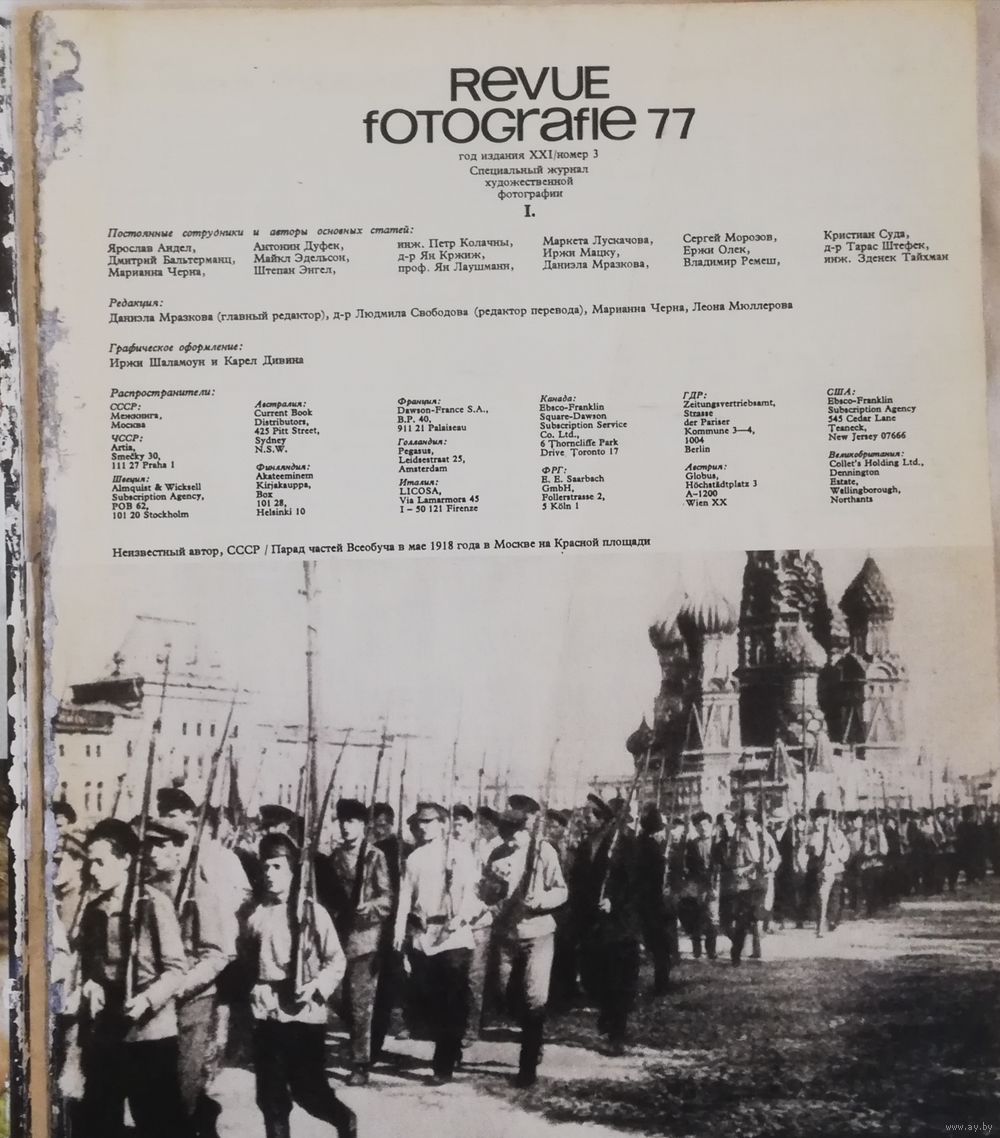 REVUE
fOTOGrafIE 77
год издания XXI/номер 3
Специальный журнал
художественной
фотографии
I.
Постоянные сотрудники и авторы основных статей:
Ярослав Андел,
Дмитрий Бальтерманц,
Марианна Черна,
Антонин Дуфек,
Майкл Эдельсон,
Штепан Энгел,
инж. Петр Колачны,
д-р Ян Кржиж,
проф. Ян Лаушманн,
Маркета Лускачова,
Иржи Мацку,
Даниэла Мразкова,
Сергей Морозов,
Ержи Олек,
Владимир Ремеш,
Кристиан Суда,
д-р Тарас Штефек,
инж. Зденек Тайхман
Редакция:
Даниэла Мразкова (главный редактор), д-р Людмила Свободова (редактор перевода), Марианна Черна, Леона Мюллерова
Графическое оформление:
Иржи Шаламоун и Карел Дивина
Распространители:
СССР:
Межкнига,
Москва
ЧССР:
Artia,
Smečky 30,
111 27 Praha 1
Швеция:
Almquist & Wicksell
Subscription Agency,
POB 62,
101 20 Stockholm
Австралия:
Current Book
Distributors,
425 Pitt Street,
Sydney
N.S.W.
Финляндия:
Akateeminem
Kirjakauppa,
Box
101 28,
Helsinki 10
Франция:
Dawson-France S.A.,
B.P. 40,
911 21 Palaiseau
Голландия:
Pegasus,
Leidsestraat 25,
Amsterdam
Италия:
LICOSA,
Via Lamarmora 45
I – 50 121 Firenze
Канада:
Ebsco-Franklin
Square-Dawson
Subscription Service
Co. Ltd.,
6 Thorncliffe Park
Drive Toronto 17
ФРГ:
E. E. Saarbach
GmbH,
Follerstrasse 2,
5 Köln 1
ГДР:
Zeitungsvertriebsamt,
Strasse
der Pariser
Kommune 3—4,
1004
Berlin
Австрия:
Globus,
Höchstädtplatz 3
A-1200
Wien XX
США:
Ebsco-Franklin
Subscription Agency
545 Cedar Lane
Teaneck,
New Jersey 07666
Великобритания:
Collet's Holding Ltd.,
Dennington
Estate,
Wellingborough,
Northants
Неизвестный автор, СССР / Парад частей Всеобуча в мае 1918 года в Москве на Красной площади
www.ay.by